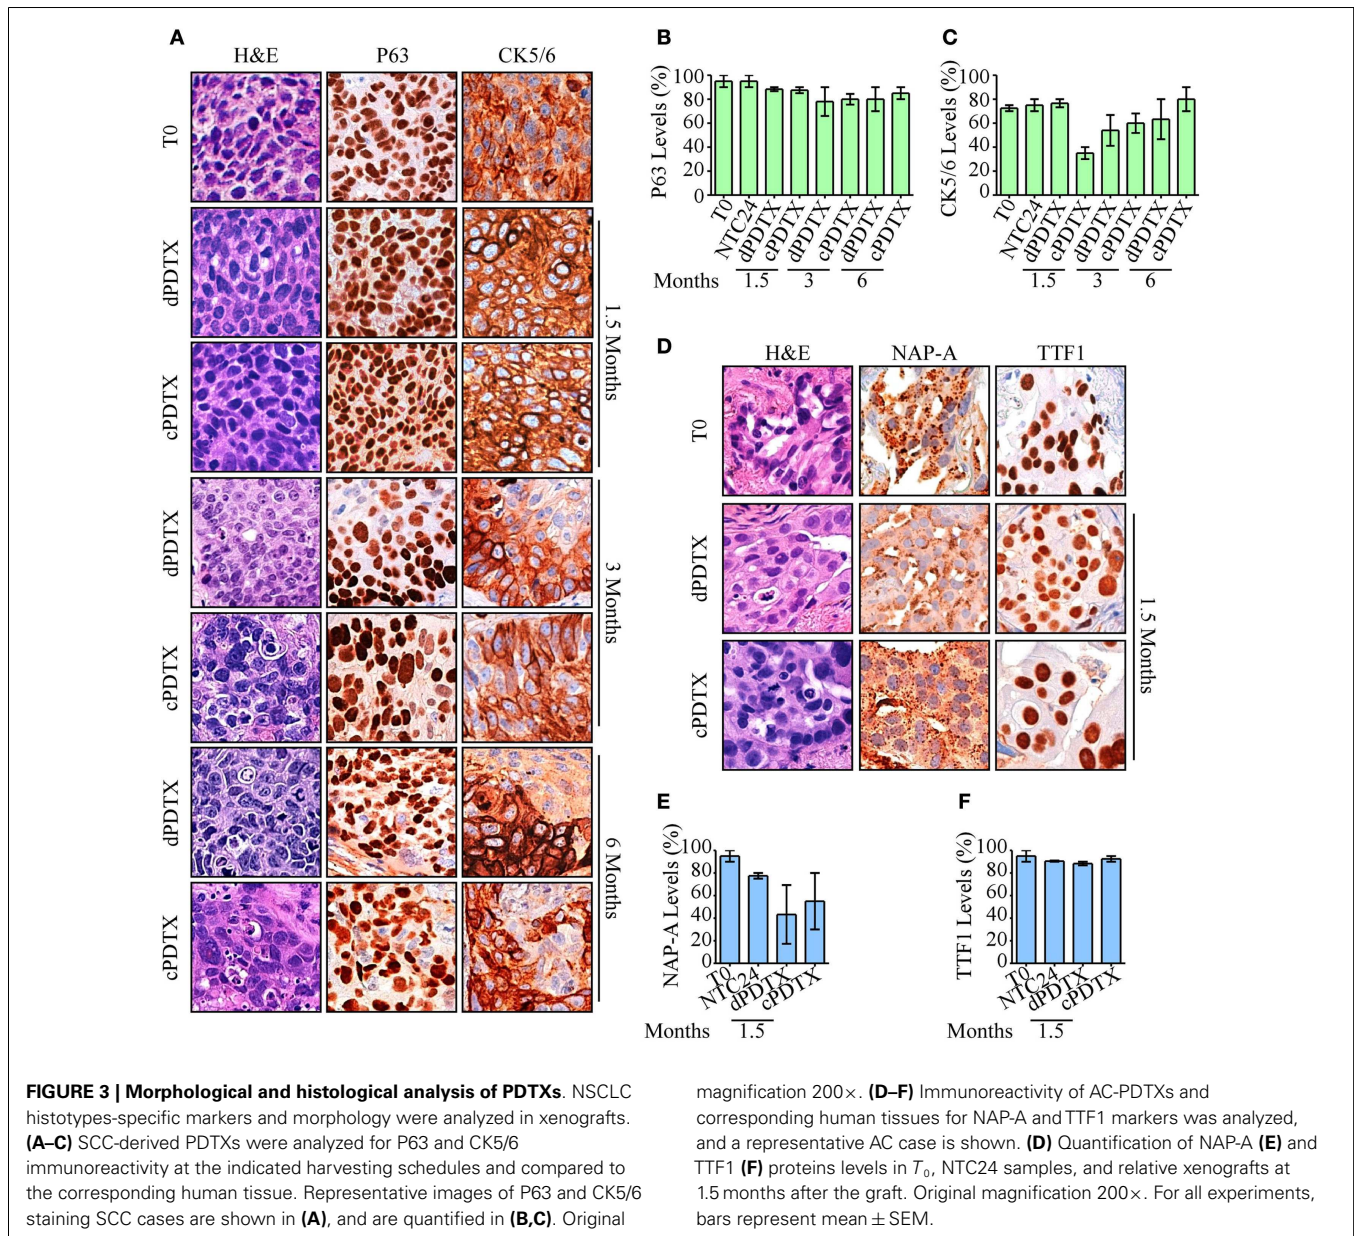 A
H&E
P63
CK5/6
T0
dPDTX
cPDTX
1.5 Months
dPDTX
cPDTX
3 Months
dPDTX
cPDTX
6 Months
B
P63 Levels (%)
100
80
60
40
20
0
T0
NTC24
dPDTX
cPDTX
dPDTX
cPDTX
dPDTX
cPDTX
Months
1.5
3
6
C
CK5/6 Levels (%)
100
80
60
40
20
0
T0
NTC24
dPDTX
cPDTX
dPDTX
cPDTX
dPDTX
cPDTX
1.5
3
6
D
H&E
NAP-A
TTF1
T0
dPDTX
cPDTX
1.5 Months
E
NAP-A Levels (%)
100
80
60
40
20
0
T0
NTC24
dPDTX
cPDTX
Months
1.5
F
TTF1 Levels (%)
100
80
60
40
20
0
T0
NTC24
dPDTX
cPDTX
Months
1.5
FIGURE 3 | Morphological and histological analysis of PDTXs. NSCLC
histotypes-specific markers and morphology were analyzed in xenografts.
(A–C) SCC-derived PDTXs were analyzed for P63 and CK5/6
immunoreactivity at the indicated harvesting schedules and compared to
the corresponding human tissue. Representative images of P63 and CK5/6
staining SCC cases are shown in (A), and are quantified in (B,C). Original
magnification 200×. (D–F) Immunoreactivity of AC-PDTXs and
corresponding human tissues for NAP-A and TTF1 markers was analyzed,
and a representative AC case is shown. (D) Quantification of NAP-A (E) and
TTF1 (F) proteins levels in T₀, NTC24 samples, and relative xenografts at
1.5 months after the graft. Original magnification 200×. For all experiments,
bars represent mean ± SEM.